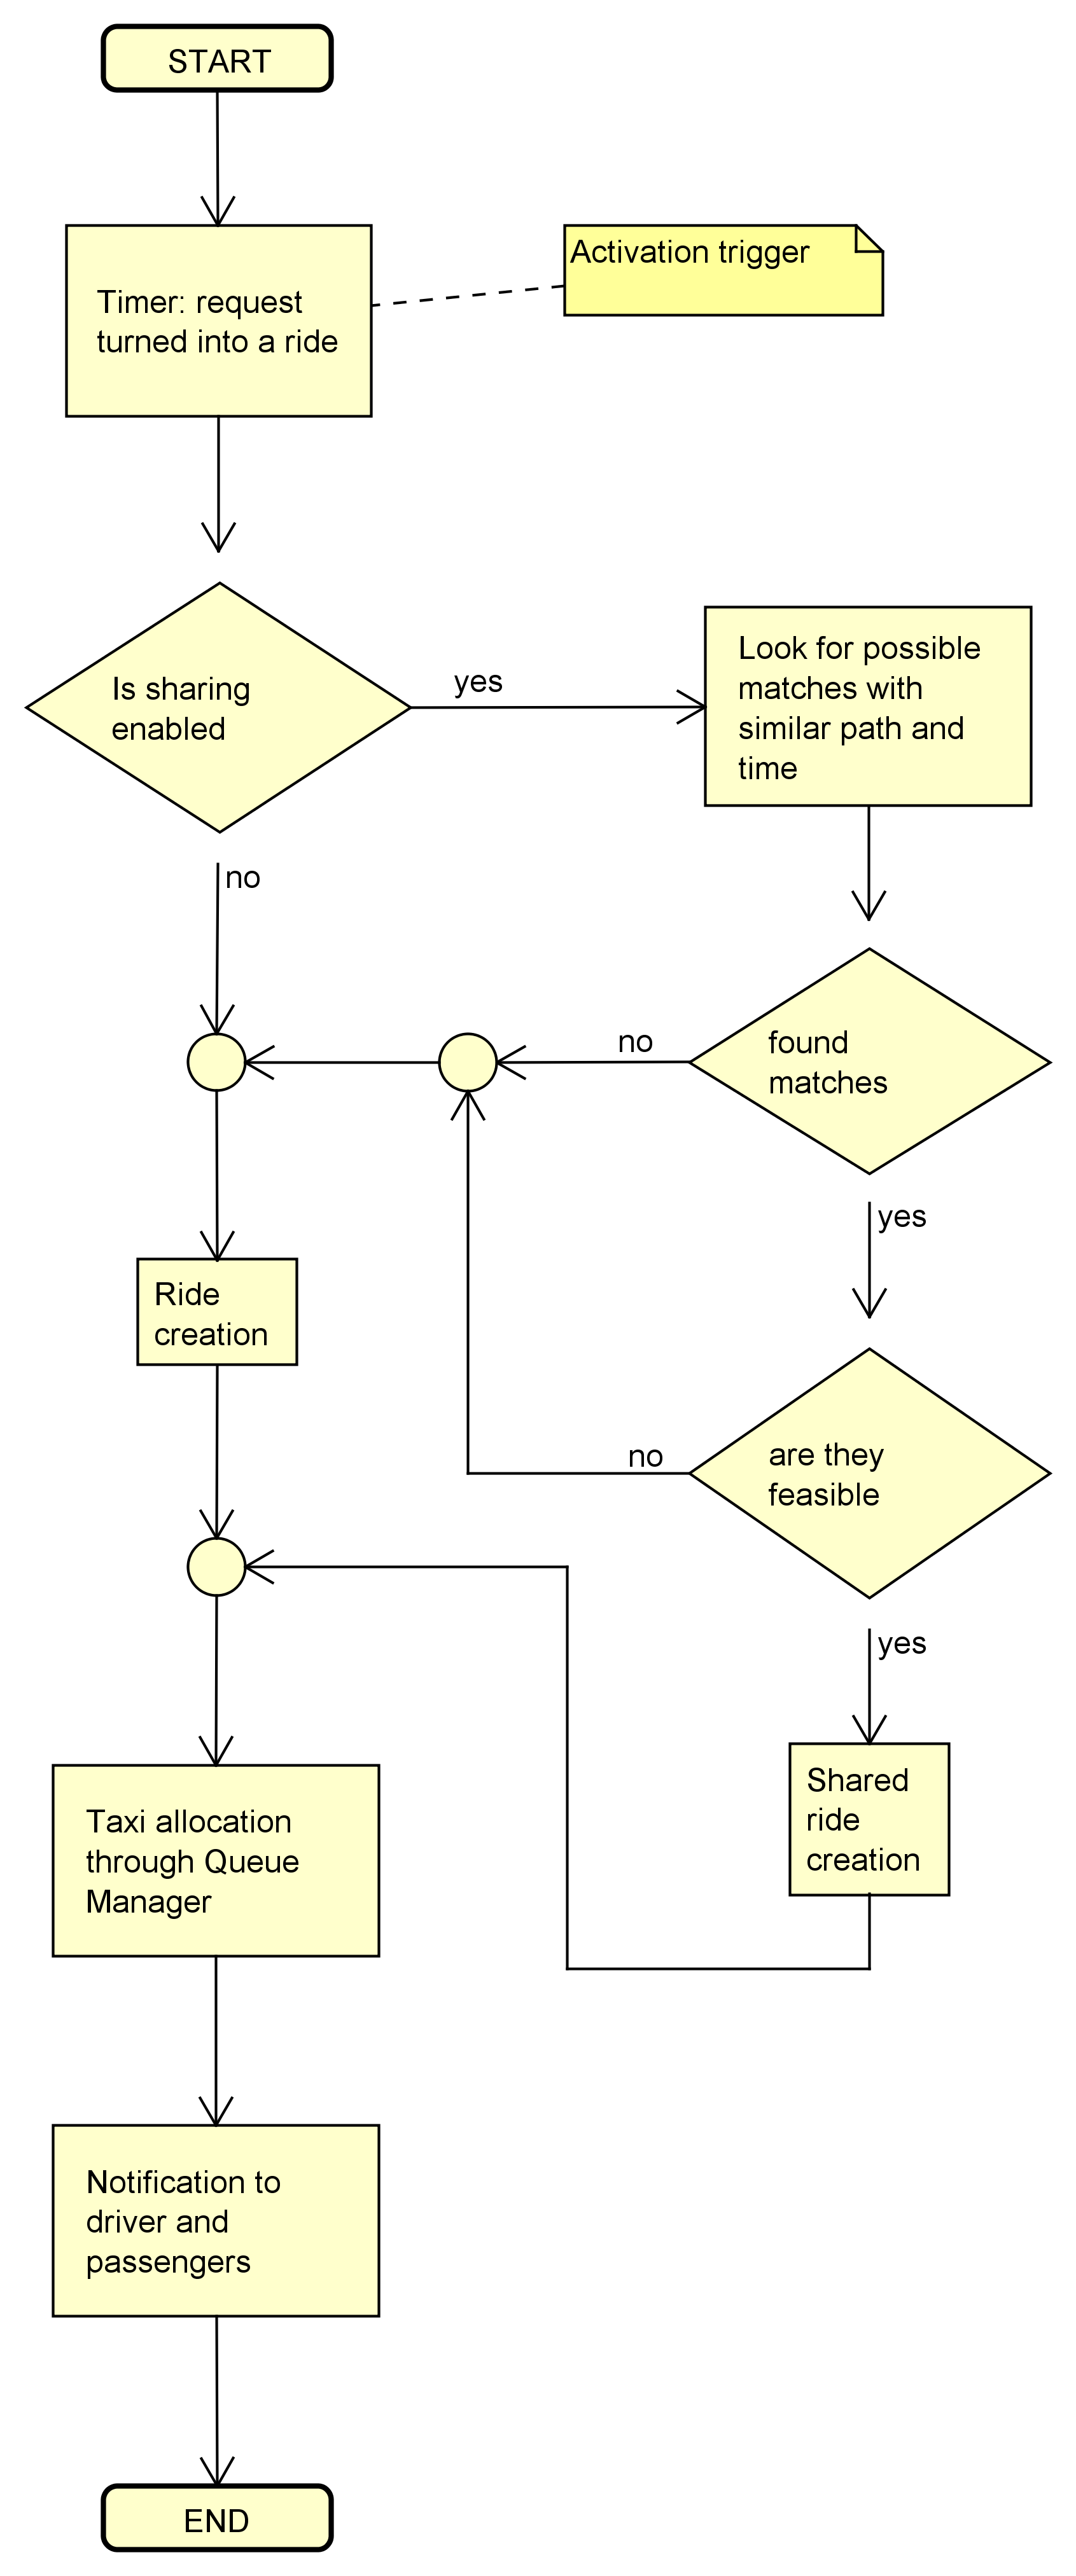 START
Timer: request
turned into a ride
Activation trigger
Is sharing
enabled
yes
Look for possible
matches with
similar path and
time
no
found
matches
no
yes
Ride
creation
are they
feasible
no
yes
Shared
ride
creation
Taxi allocation
through Queue
Manager
Notification to
driver and
passengers
END